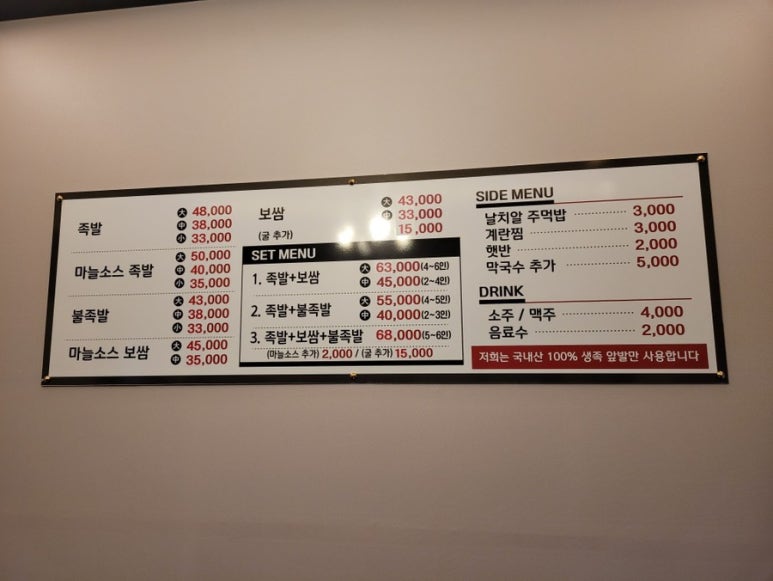 족발
大 48,000
中 38,000
小 33,000
마늘소스 족발
大 50,000
中 40,000
小 35,000
불족발
大 43,000
中 38,000
小 33,000
마늘소스 보쌈
大 45,000
中 35,000
보쌈
大 43,000
中 33,000
(굴 추가) 15,000
SET MENU
1. 족발+보쌈
大 63,000(4~6인)
中 45,000(2~4인)
2. 족발+불족발
大 55,000(4~5인)
中 40,000(2~3인)
3. 족발+보쌈+불족발 68,000(5~6인)
(마늘소스 추가) 2,000 / (굴 추가) 15,000
SIDE MENU
날치알 주먹밥 3,000
계란찜 3,000
햇반 2,000
막국수 추가 5,000
DRINK
소주 / 맥주 4,000
음료수 2,000
저희는 국내산 100% 생족 앞발만 사용합니다